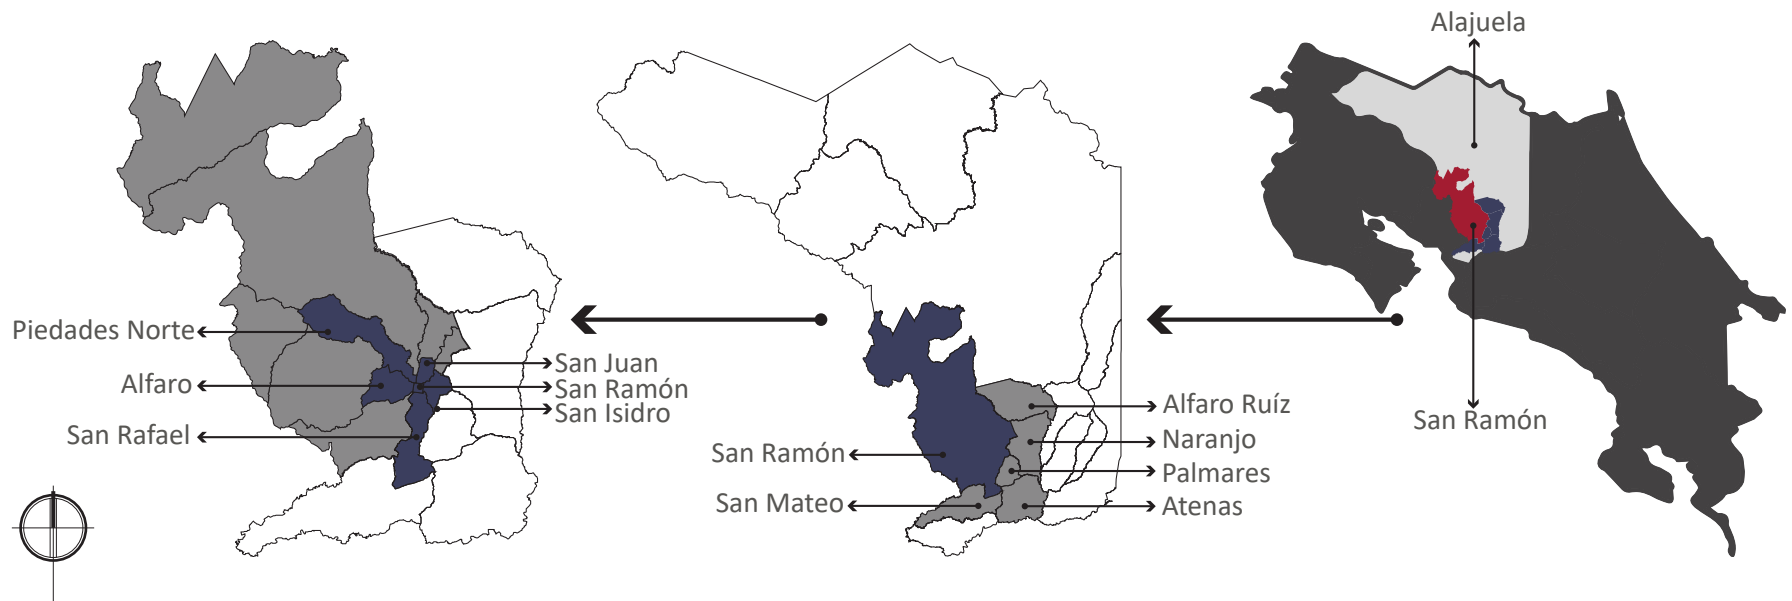 Piedades Norte
Alfaro
San Rafael
San Juan
San Ramón
San Isidro
San Ramón
San Mateo
Alfaro Ruíz
Naranjo
Palmares
Atenas
Alajuela
San Ramón